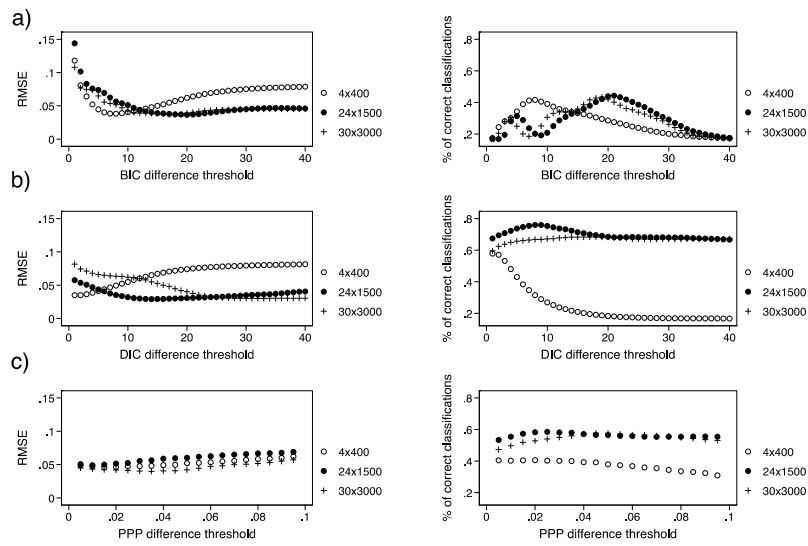 a)
RMSE
.15
.1
.05
0
0 10 20 30 40
BIC difference threshold
4x400
24x1500
30x3000
% of correct classifications
.8
.6
.4
.2
0 10 20 30 40
BIC difference threshold
4x400
24x1500
30x3000
b)
RMSE
.15
.1
.05
0
0 10 20 30 40
DIC difference threshold
4x400
24x1500
30x3000
% of correct classifications
.8
.6
.4
.2
0 10 20 30 40
DIC difference threshold
4x400
24x1500
30x3000
c)
RMSE
.15
.1
.05
0
0 .02 .04 .06 .08 .1
PPP difference threshold
4x400
24x1500
30x3000
% of correct classifications
.8
.6
.4
.2
0 .02 .04 .06 .08 .1
PPP difference threshold
4x400
24x1500
30x3000